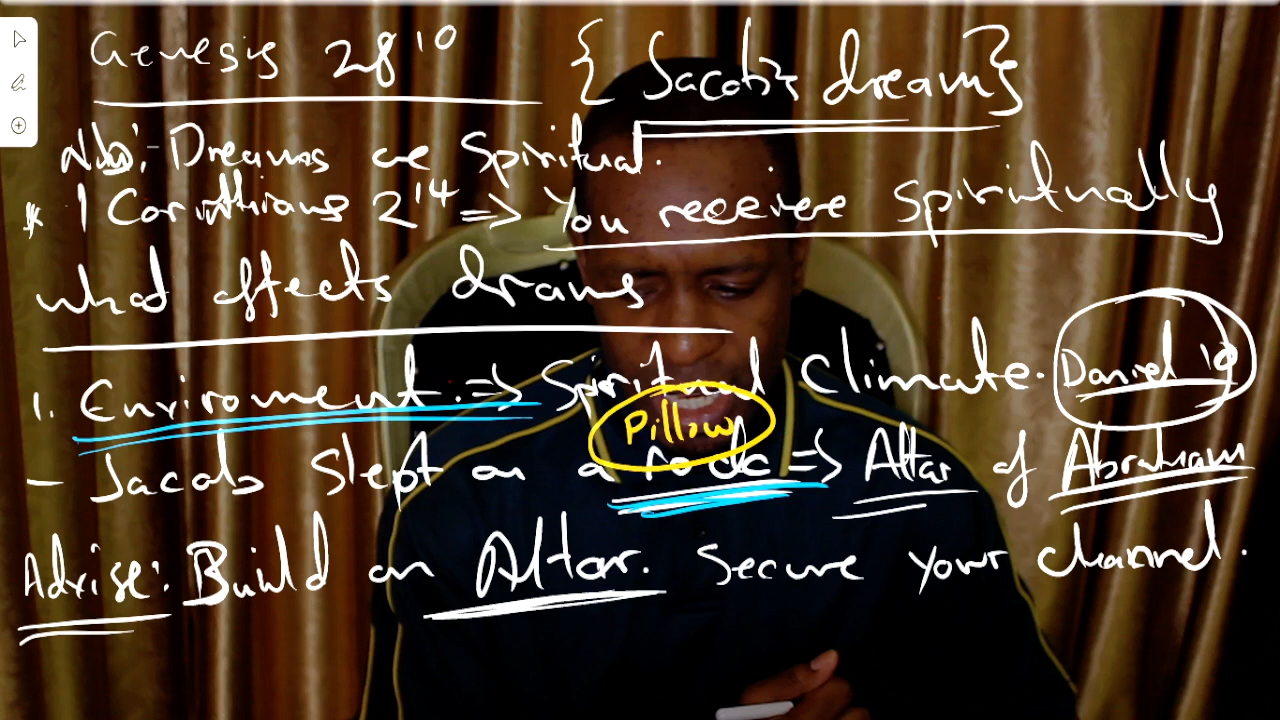 Genesis 28¹⁰ { Jacob's dream}
Nb:- Dreams are Spiritual.
* 1 Corinthians 2¹⁴ => You receive spiritually
what affects drams
1. Enviroment. => Spiritual Climate. Daniel 10
Pillow
- Jacob Slept on a rock => Altar of Abraham
Advise: Build an Altar. Secure your channel.